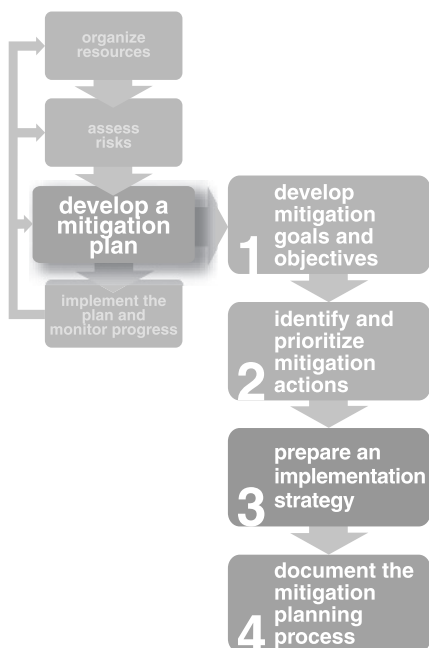 organize
resources
assess
risks
develop a
mitigation
plan
implement the
plan and
monitor progress
1
develop
mitigation
goals and
objectives
2
identify and
prioritize
mitigation
actions
3
prepare an
implementation
strategy
4
document the
mitigation
planning
process